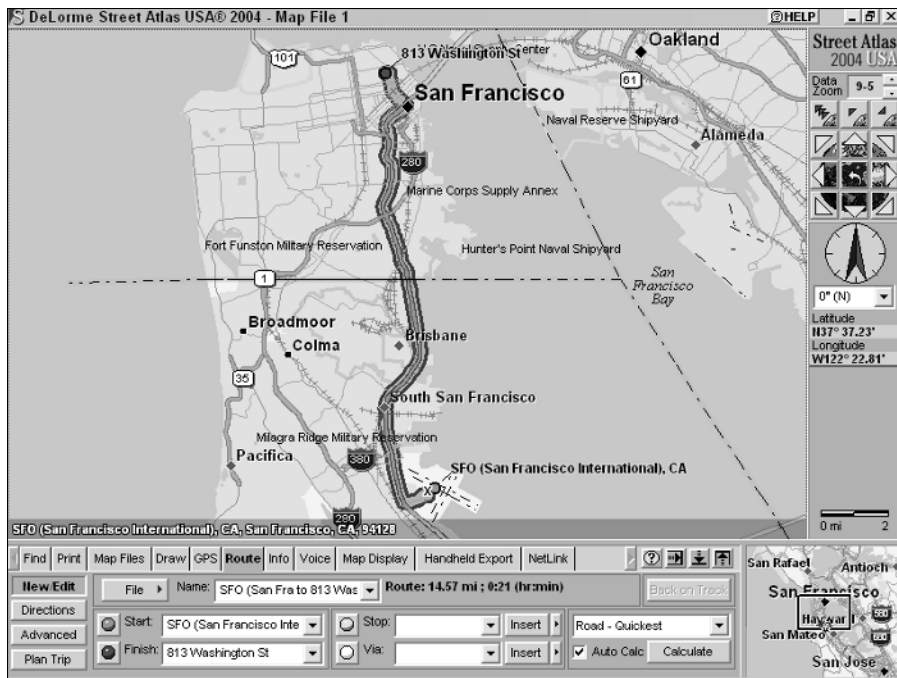 DeLorme Street Atlas USA® 2004 - Map File 1
HELP
101
813 Washington St
Center
Oakland
61
San Francisco
Naval Reserve Shipyard
Alameda
280
Marine Corps Supply Annex
Fort Funston Military Reservation
Hunter's Point Naval Shipyard
1
San Francisco Bay
Broadmoor
Colma
Brisbane
35
South San Francisco
Milagra Ridge Military Reservation
Pacifica
380
SFO (San Francisco International), CA
280
SFO (San Francisco International), CA, San Francisco, CA, 94128
Street Atlas
2004 USA
Data
Zoom
9-5
0° (N)
Latitude
N37° 37.23'
Longitude
W122° 22.81'
0 mi 2
Find Print Map Files Draw GPS Route Info Voice Map Display Handheld Export NetLink
New/Edit
Directions
Advanced
Plan Trip
File Name: SFO (San Fra to 813 Was Route: 14.57 mi ; 0:21 (hr:min) Back on Track
Start: SFO (San Francisco Inte Stop: Insert Road - Quickest
Finish: 813 Washington St Via: Insert Auto Calc Calculate
San Rafael
Antioch
San Francisco
Hayward
San Mateo
San Jose